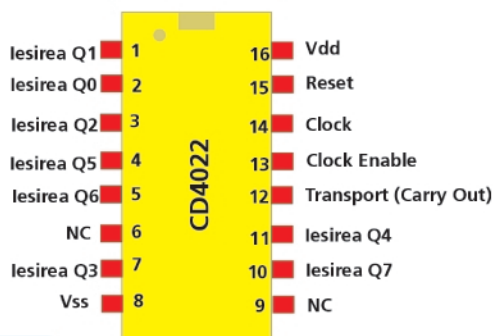 Iesirea Q1 1 16 Vdd
Iesirea Q0 2 15 Reset
Iesirea Q2 3 14 Clock
Iesirea Q5 4 13 Clock Enable
Iesirea Q6 5 12 Transport (Carry Out)
NC 6 11 Iesirea Q4
Iesirea Q3 7 10 Iesirea Q7
Vss 8 9 NC
CD4022